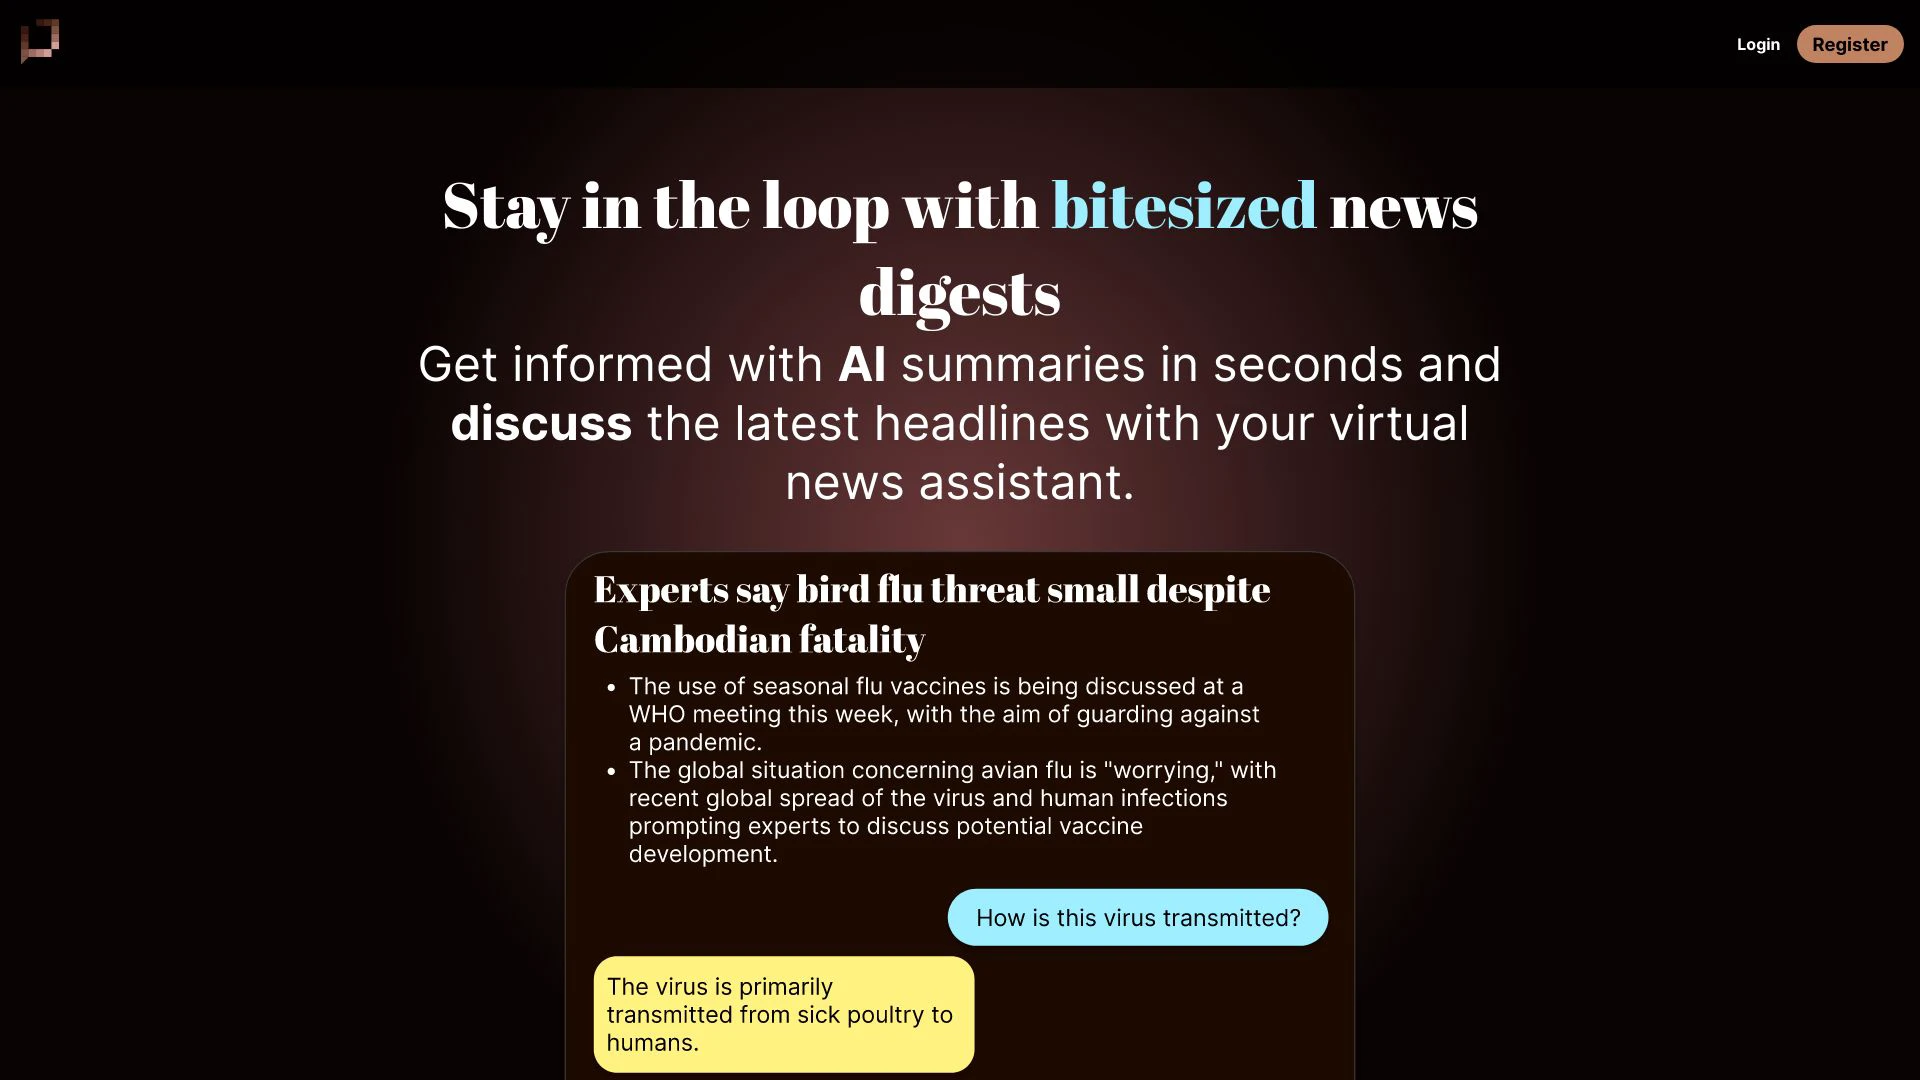 Login
Register
Stay in the loop with bitesized news
digests
Get informed with AI summaries in seconds and
discuss the latest headlines with your virtual
news assistant.
Experts say bird flu threat small despite
Cambodian fatality
• The use of seasonal flu vaccines is being discussed at a
WHO meeting this week, with the aim of guarding against
a pandemic.
• The global situation concerning avian flu is "worrying," with
recent global spread of the virus and human infections
prompting experts to discuss potential vaccine
development.
How is this virus transmitted?
The virus is primarily
transmitted from sick poultry to
humans.